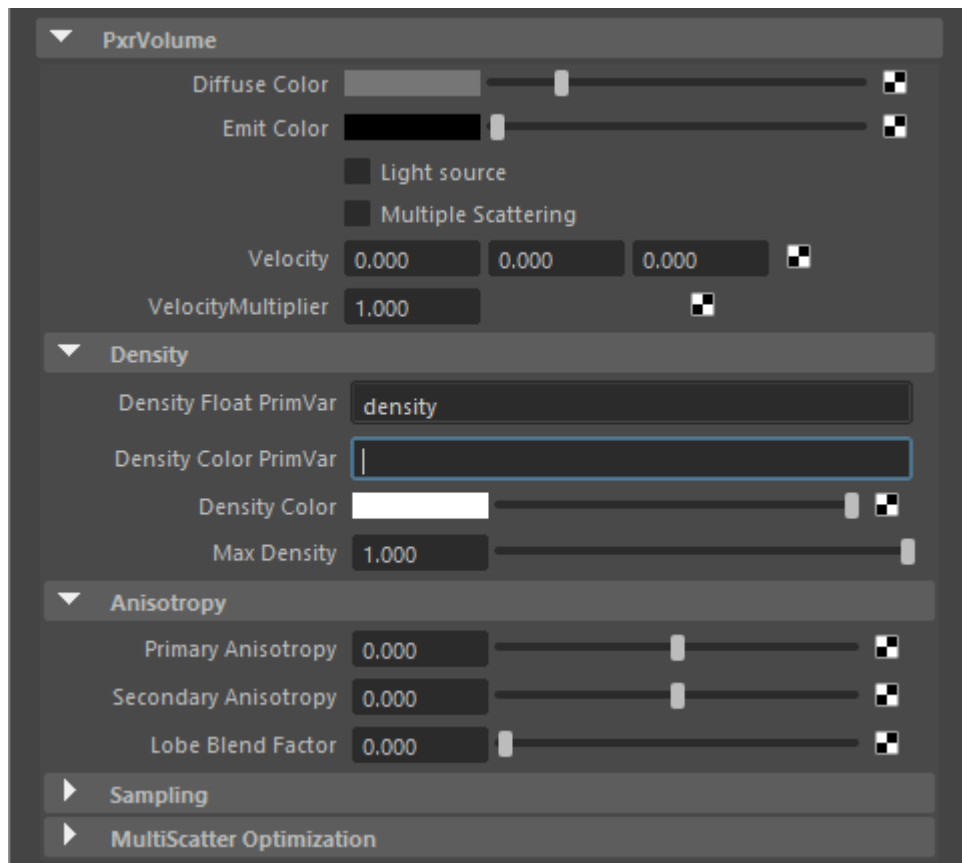 PxrVolume
Diffuse Color
Emit Color
Light source
Multiple Scattering
Velocity 0.000 0.000 0.000
VelocityMultiplier 1.000
Density
Density Float PrimVar density
Density Color PrimVar
Density Color
Max Density 1.000
Anisotropy
Primary Anisotropy 0.000
Secondary Anisotropy 0.000
Lobe Blend Factor 0.000
Sampling
MultiScatter Optimization